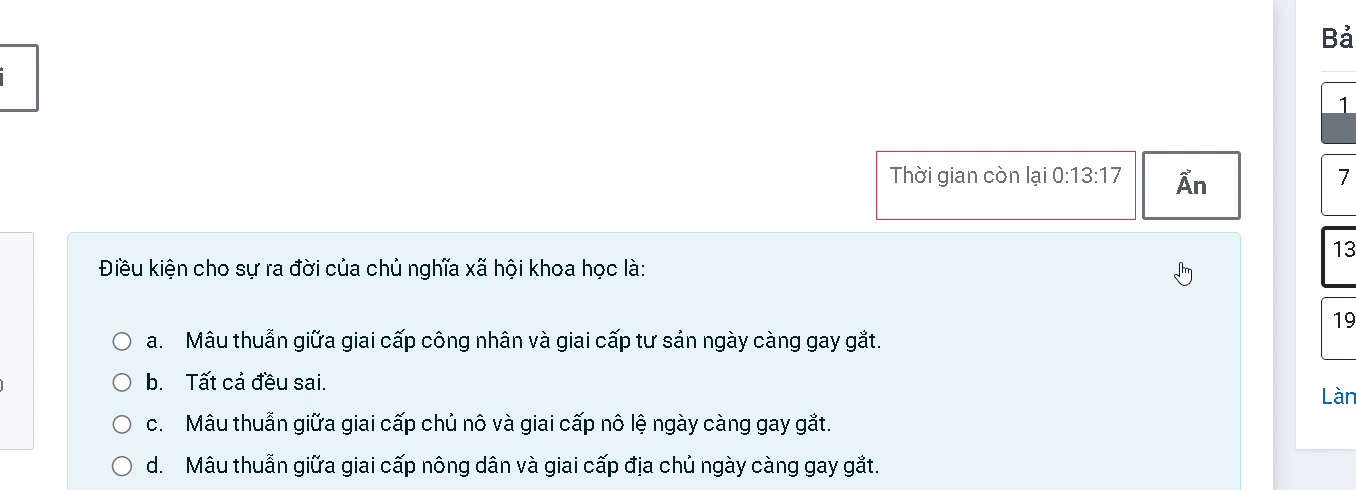 i
Bả
1
Thời gian còn lại 0:13:17
Ẩn
7
Điều kiện cho sự ra đời của chủ nghĩa xã hội khoa học là:
13
19
a. Mâu thuẫn giữa giai cấp công nhân và giai cấp tư sản ngày càng gay gắt.
b. Tất cả đều sai.
Làm
c. Mâu thuẫn giữa giai cấp chủ nô và giai cấp nô lệ ngày càng gay gắt.
d. Mâu thuẫn giữa giai cấp nông dân và giai cấp địa chủ ngày càng gay gắt.